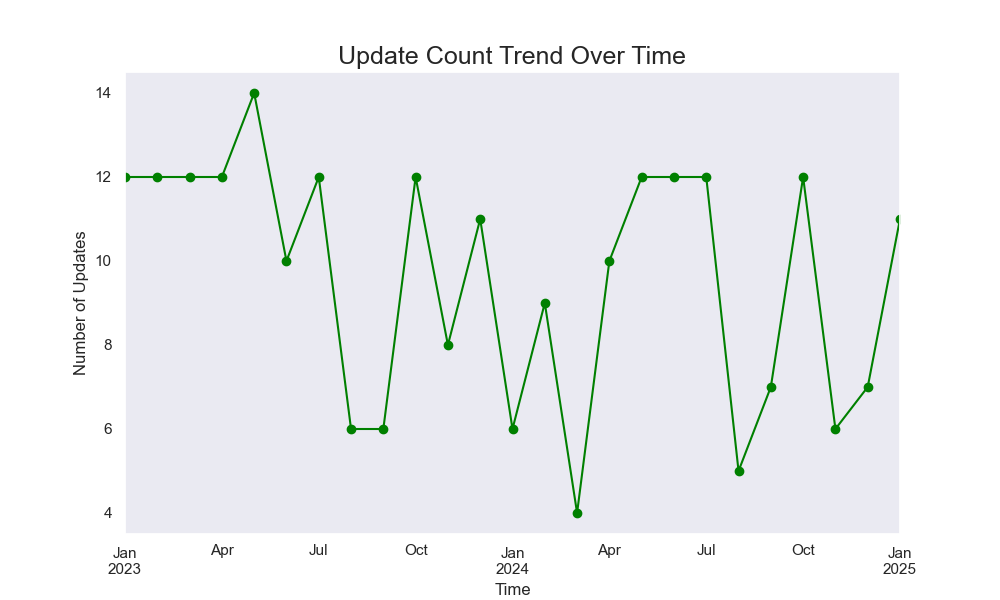 Update Count Trend Over Time
14
12
10
8
6
4
Number of Updates
Jan Apr Jul Oct Jan Apr Jul Oct Jan
2023 2024 2025
Time